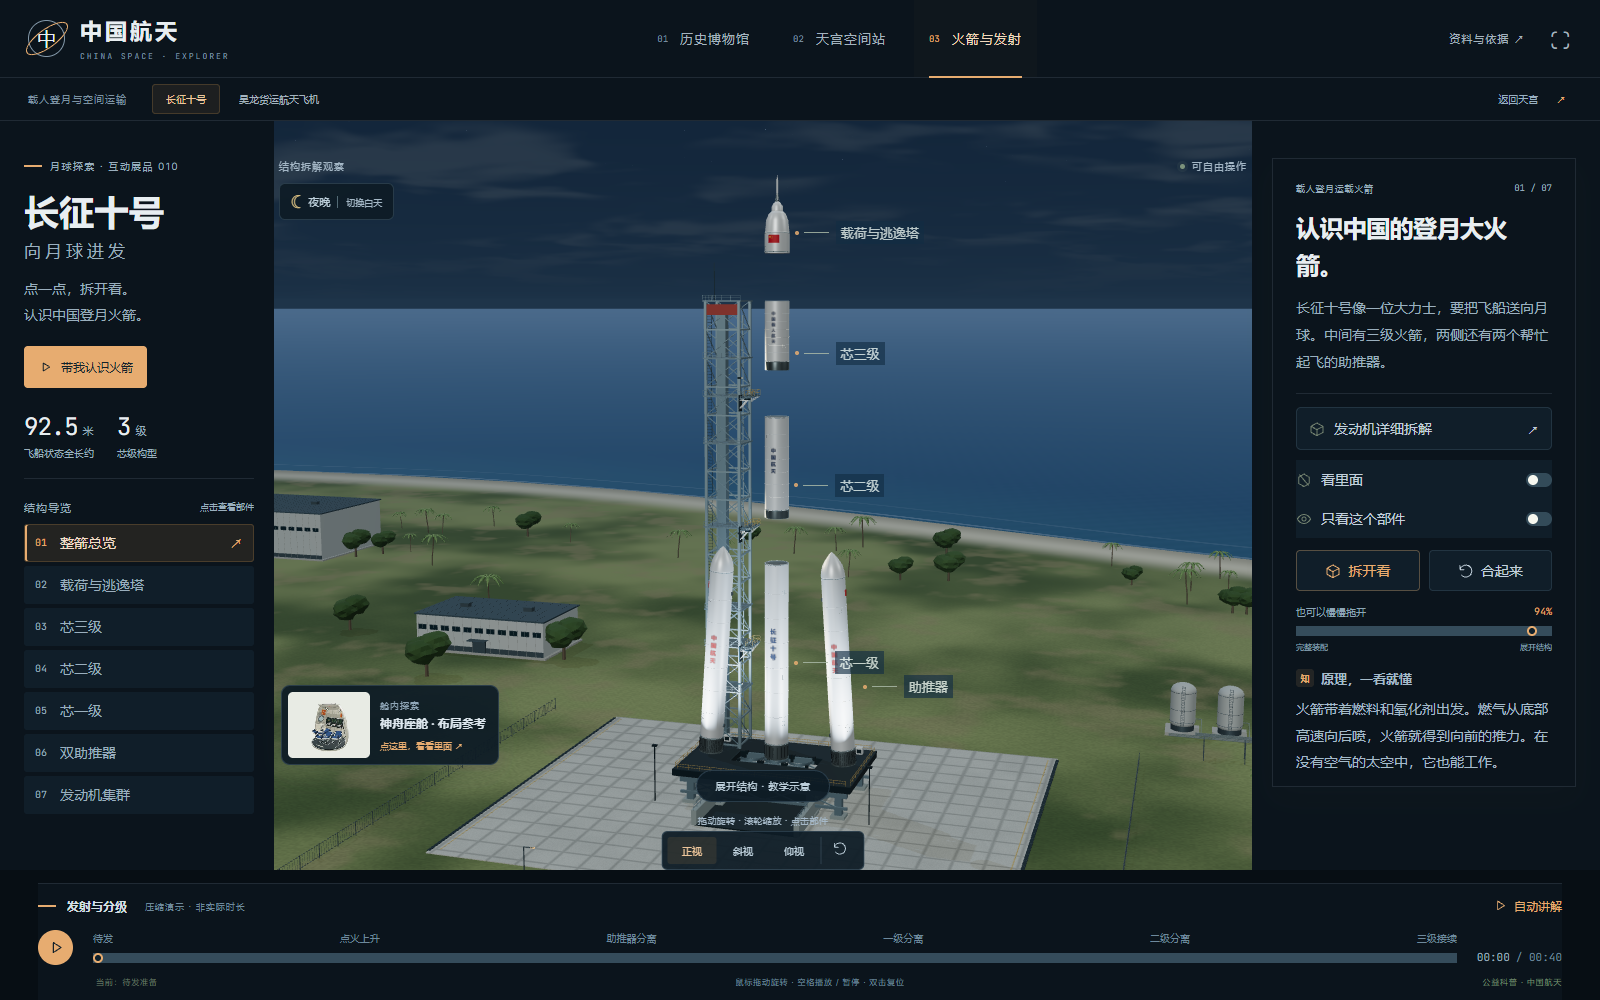 中 中国航天
CHINA SPACE · EXPLORER
01 历史博物馆
02 天宫空间站
03 火箭与发射
资料与依据 ↗
载人登月与空间运输
长征十号
昊龙货运航天飞机
返回天宫 ↗
月球探索 · 互动展品 010
长征十号
向月球进发
点一点，拆开看。
认识中国登月火箭。
带我认识火箭
92.5 米
飞船状态全长约
3 级
芯级构型
结构导览
点击查看部件
01 整箭总览 ↗
02 载荷与逃逸塔
03 芯三级
04 芯二级
05 芯一级
06 双助推器
07 发动机集群
结构拆解观察
夜晚 | 切换白天
可自由操作
载荷与逃逸塔
芯三级
芯二级
中国航天
长征十号
中国航天
芯一级
助推器
舱内探索
神舟座舱 · 布局参考
点这里，看看里面 ↗
展开结构 · 教学示意
拖动旋转 · 滚轮缩放 · 点击部件
正视
斜视
仰视
载人登月运载火箭
01 / 07
认识中国的登月大火
箭。
长征十号像一位大力士，要把飞船送向月
球。中间有三级火箭，两侧还有两个帮忙
起飞的助推器。
发动机详细拆解 ↗
看里面
只看这个部件
拆开看
合起来
也可以慢慢拖开
94%
完整装配
展开结构
知 原理，一看就懂
火箭带着燃料和氧化剂出发。燃气从底部
高速向后喷，火箭就得到向前的推力。在
没有空气的太空中，它也能工作。
发射与分级
压缩演示 · 非实际时长
自动讲解
待发
点火上升
助推器分离
一级分离
二级分离
三级接续
00:00 / 00:40
当前：待发准备
鼠标拖动旋转 · 空格播放 / 暂停 · 双击复位
公益科普 · 中国航天